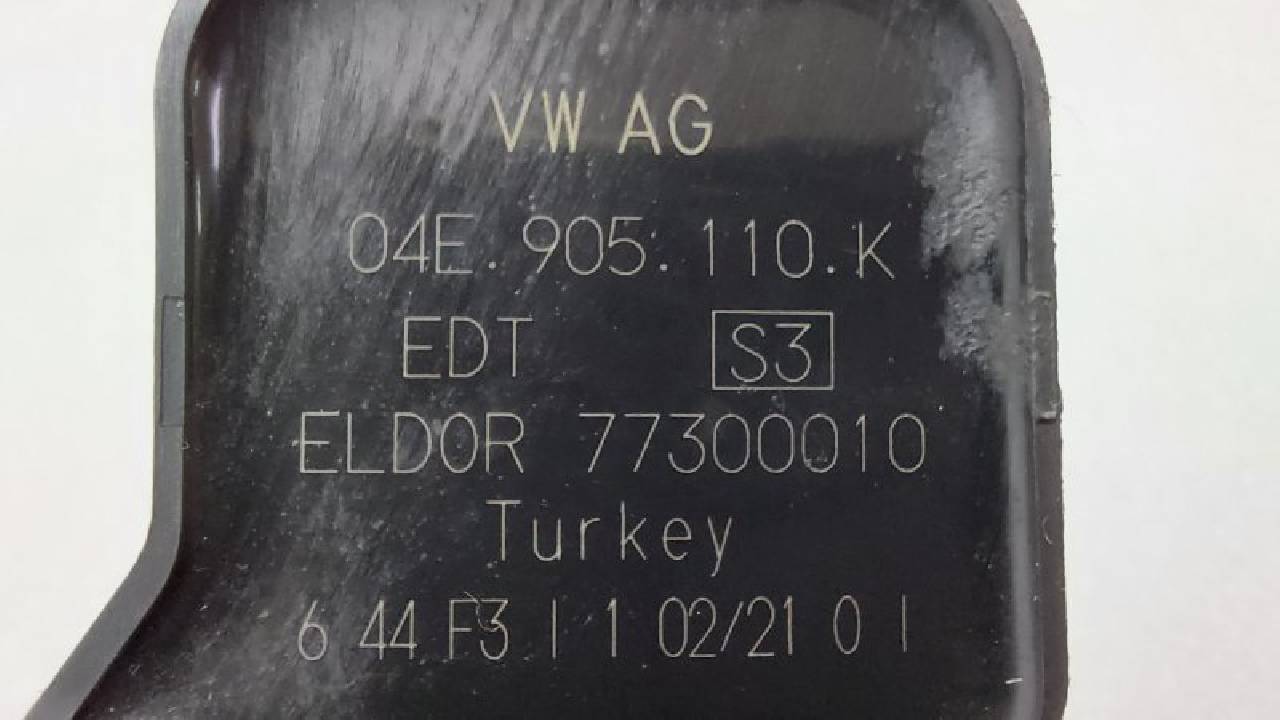 VW AG
04E.905.110.K
EDT S3
ELDOR 77300010
Turkey
6 44 F3 | 1 02/21 0 |